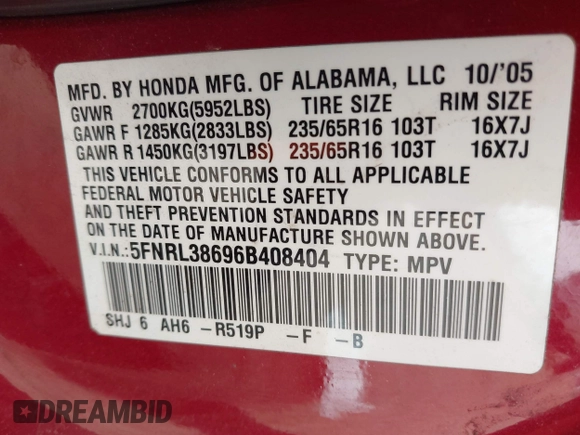 MFD. BY HONDA MFG. OF ALABAMA, LLC 10/'05
GVWR 2700KG(5952LBS) TIRE SIZE RIM SIZE
GAWR F 1285KG(2833LBS) 235/65R16 103T 16X7J
GAWR R 1450KG(3197LBS) 235/65R16 103T 16X7J
THIS VEHICLE CONFORMS TO ALL APPLICABLE
FEDERAL MOTOR VEHICLE SAFETY
AND THEFT PREVENTION STANDARDS IN EFFECT
ON THE DATE OF MANUFACTURE SHOWN ABOVE.
V.I.N.:5FNRL38696B408404 TYPE: MPV
SHJ 6 AH6 -R519P -F -B
DREAMBID